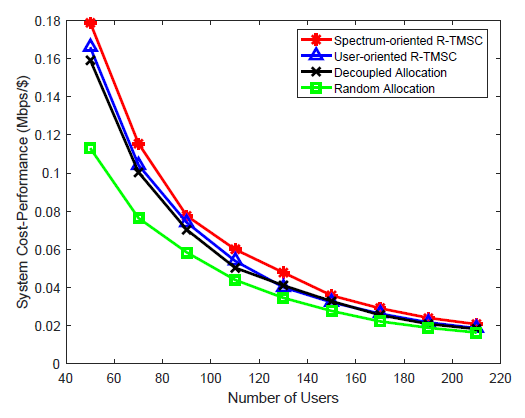 0.18
0.16
0.14
0.12
0.1
0.08
0.06
0.04
0.02
0
System Cost-Performance (Mbps/$)
Spectrum-oriented R-TMSC
User-oriented R-TMSC
Decoupled Allocation
Random Allocation
40 60 80 100 120 140 160 180 200 220
Number of Users